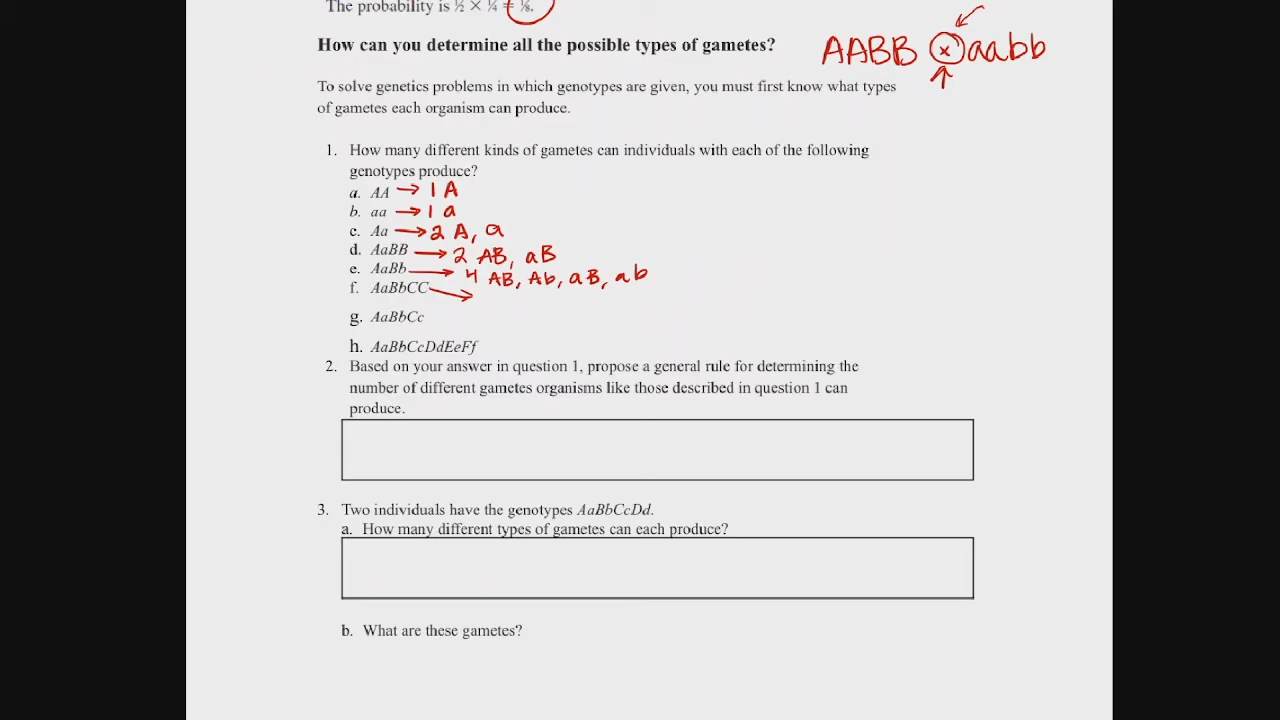 The probability is ½ × ¼ = ⅛.
How can you determine all the possible types of gametes?
AABB x aabb
To solve genetics problems in which genotypes are given, you must first know what types
of gametes each organism can produce.
1. How many different kinds of gametes can individuals with each of the following
genotypes produce?
a. AA → 1 A
b. aa → 1 a
c. Aa → 2 A, a
d. AaBB → 2 AB, aB
e. AaBb → 4 AB, Ab, aB, ab
f. AaBbCC →
g. AaBbCc
h. AaBbCcDdEeFf
2. Based on your answer in question 1, propose a general rule for determining the
number of different gametes organisms like those described in question 1 can
produce.
3. Two individuals have the genotypes AaBbCcDd.
a. How many different types of gametes can each produce?
b. What are these gametes?